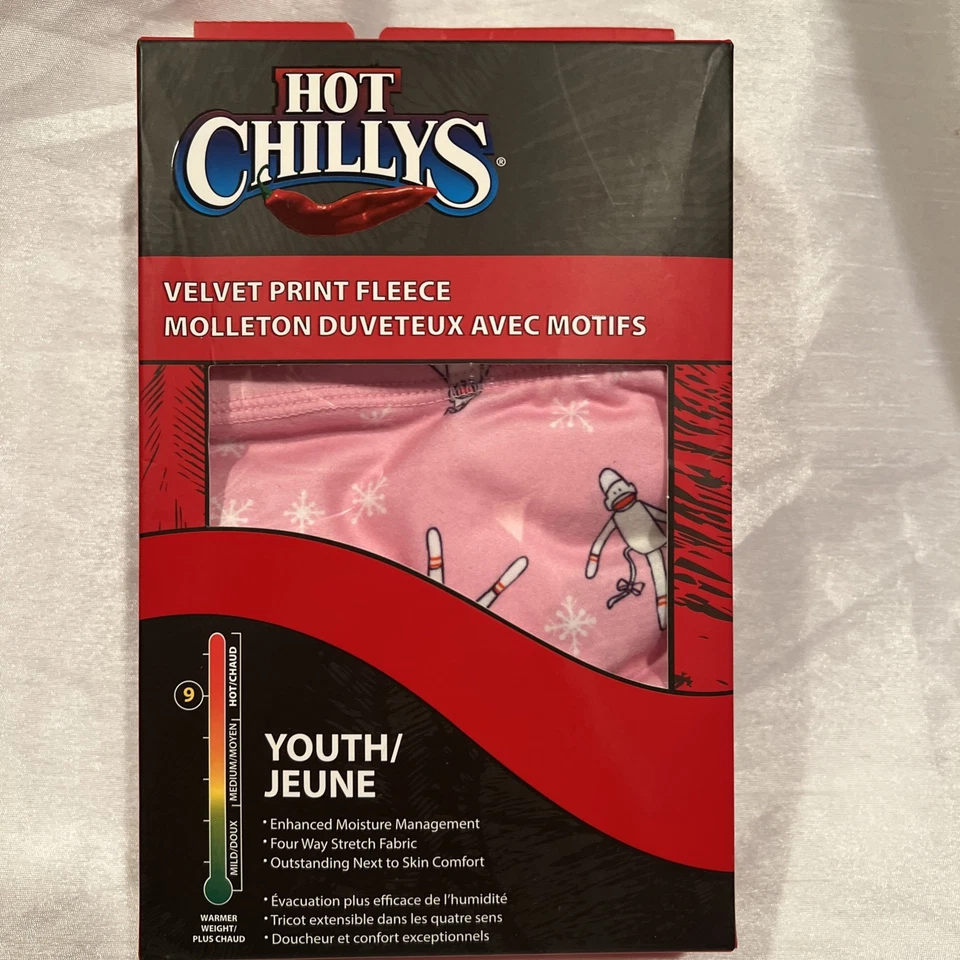 HOT
CHILLYS®
VELVET PRINT FLEECE
MOLLETON DUVETEUX AVEC MOTIFS
9
HOT/CHAUD
MEDIUM/MOYEN
MILD/DOUX
WARMER
WEIGHT/
PLUS CHAUD
YOUTH/
JEUNE
• Enhanced Moisture Management
• Four Way Stretch Fabric
• Outstanding Next to Skin Comfort
• Évacuation plus efficace de l'humidité
• Tricot extensible dans les quatre sens
• Doucheur et confort exceptionnels